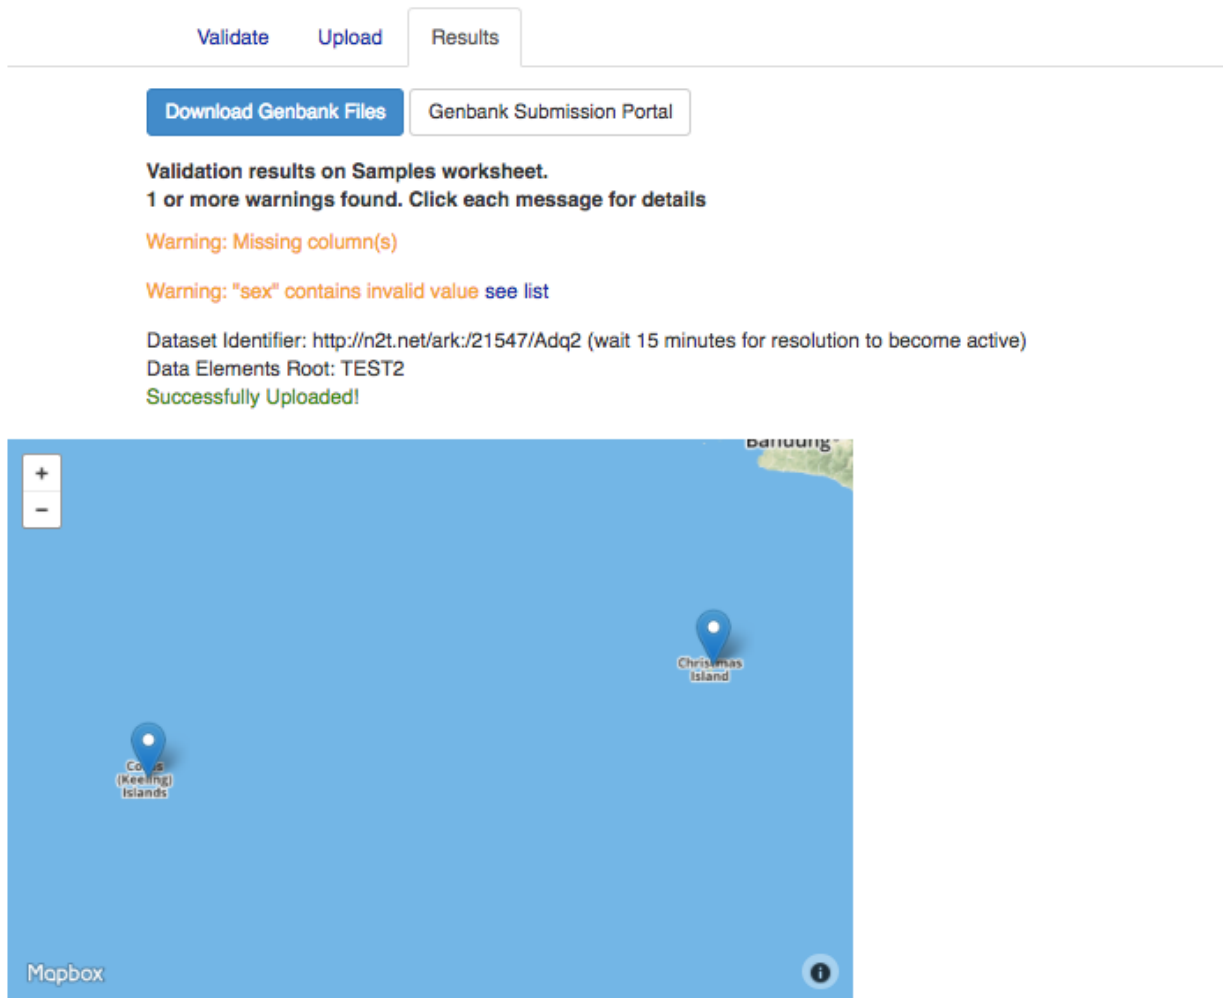 Validate Upload Results
Download Genbank Files Genbank Submission Portal
Validation results on Samples worksheet.
1 or more warnings found. Click each message for details
Warning: Missing column(s)
Warning: "sex" contains invalid value see list
Dataset Identifier: http://n2t.net/ark:/21547/Adq2 (wait 15 minutes for resolution to become active)
Data Elements Root: TEST2
Successfully Uploaded!
Bandung
+
−
Christmas
Island
Cocos
(Keeling)
Islands
Mapbox
i